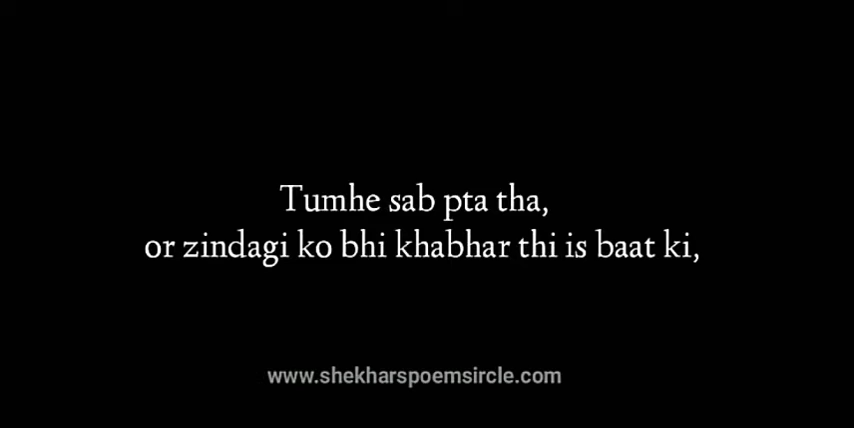 Tumhe sab pta tha,
or zindagi ko bhi khabhar thi is baat ki,
www.shekharspoemsircle.com